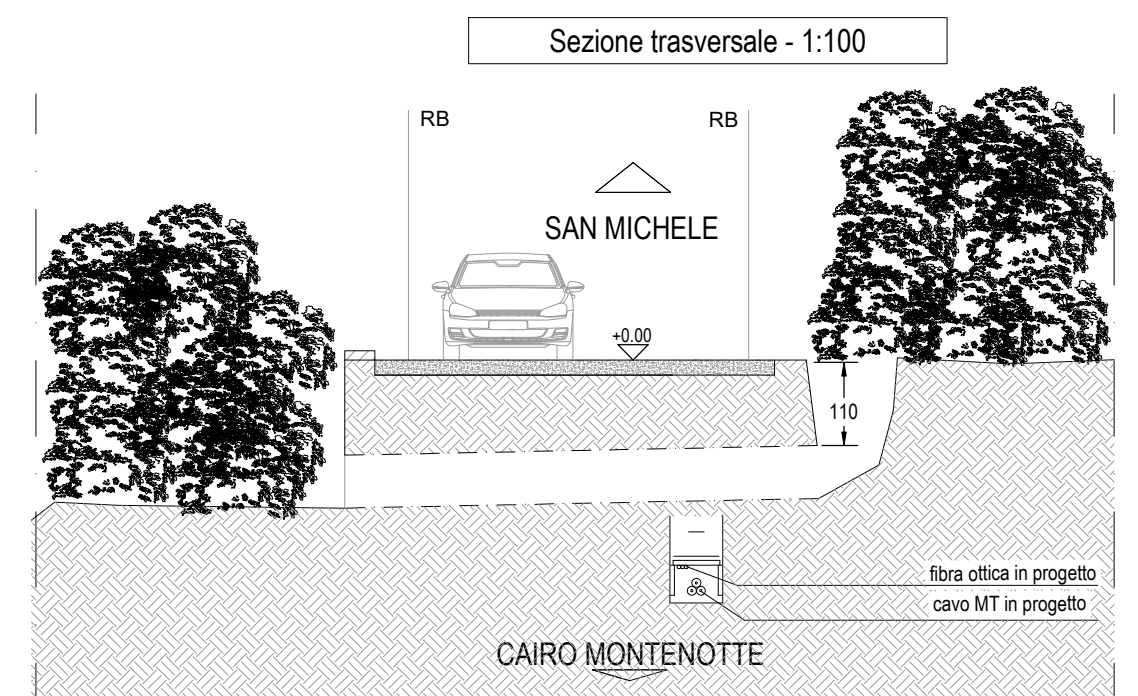 Sezione trasversale - 1:100
RB
RB
SAN MICHELE
+0.00
110
fibra ottica in progetto
cavo MT in progetto
CAIRO MONTENOTTE